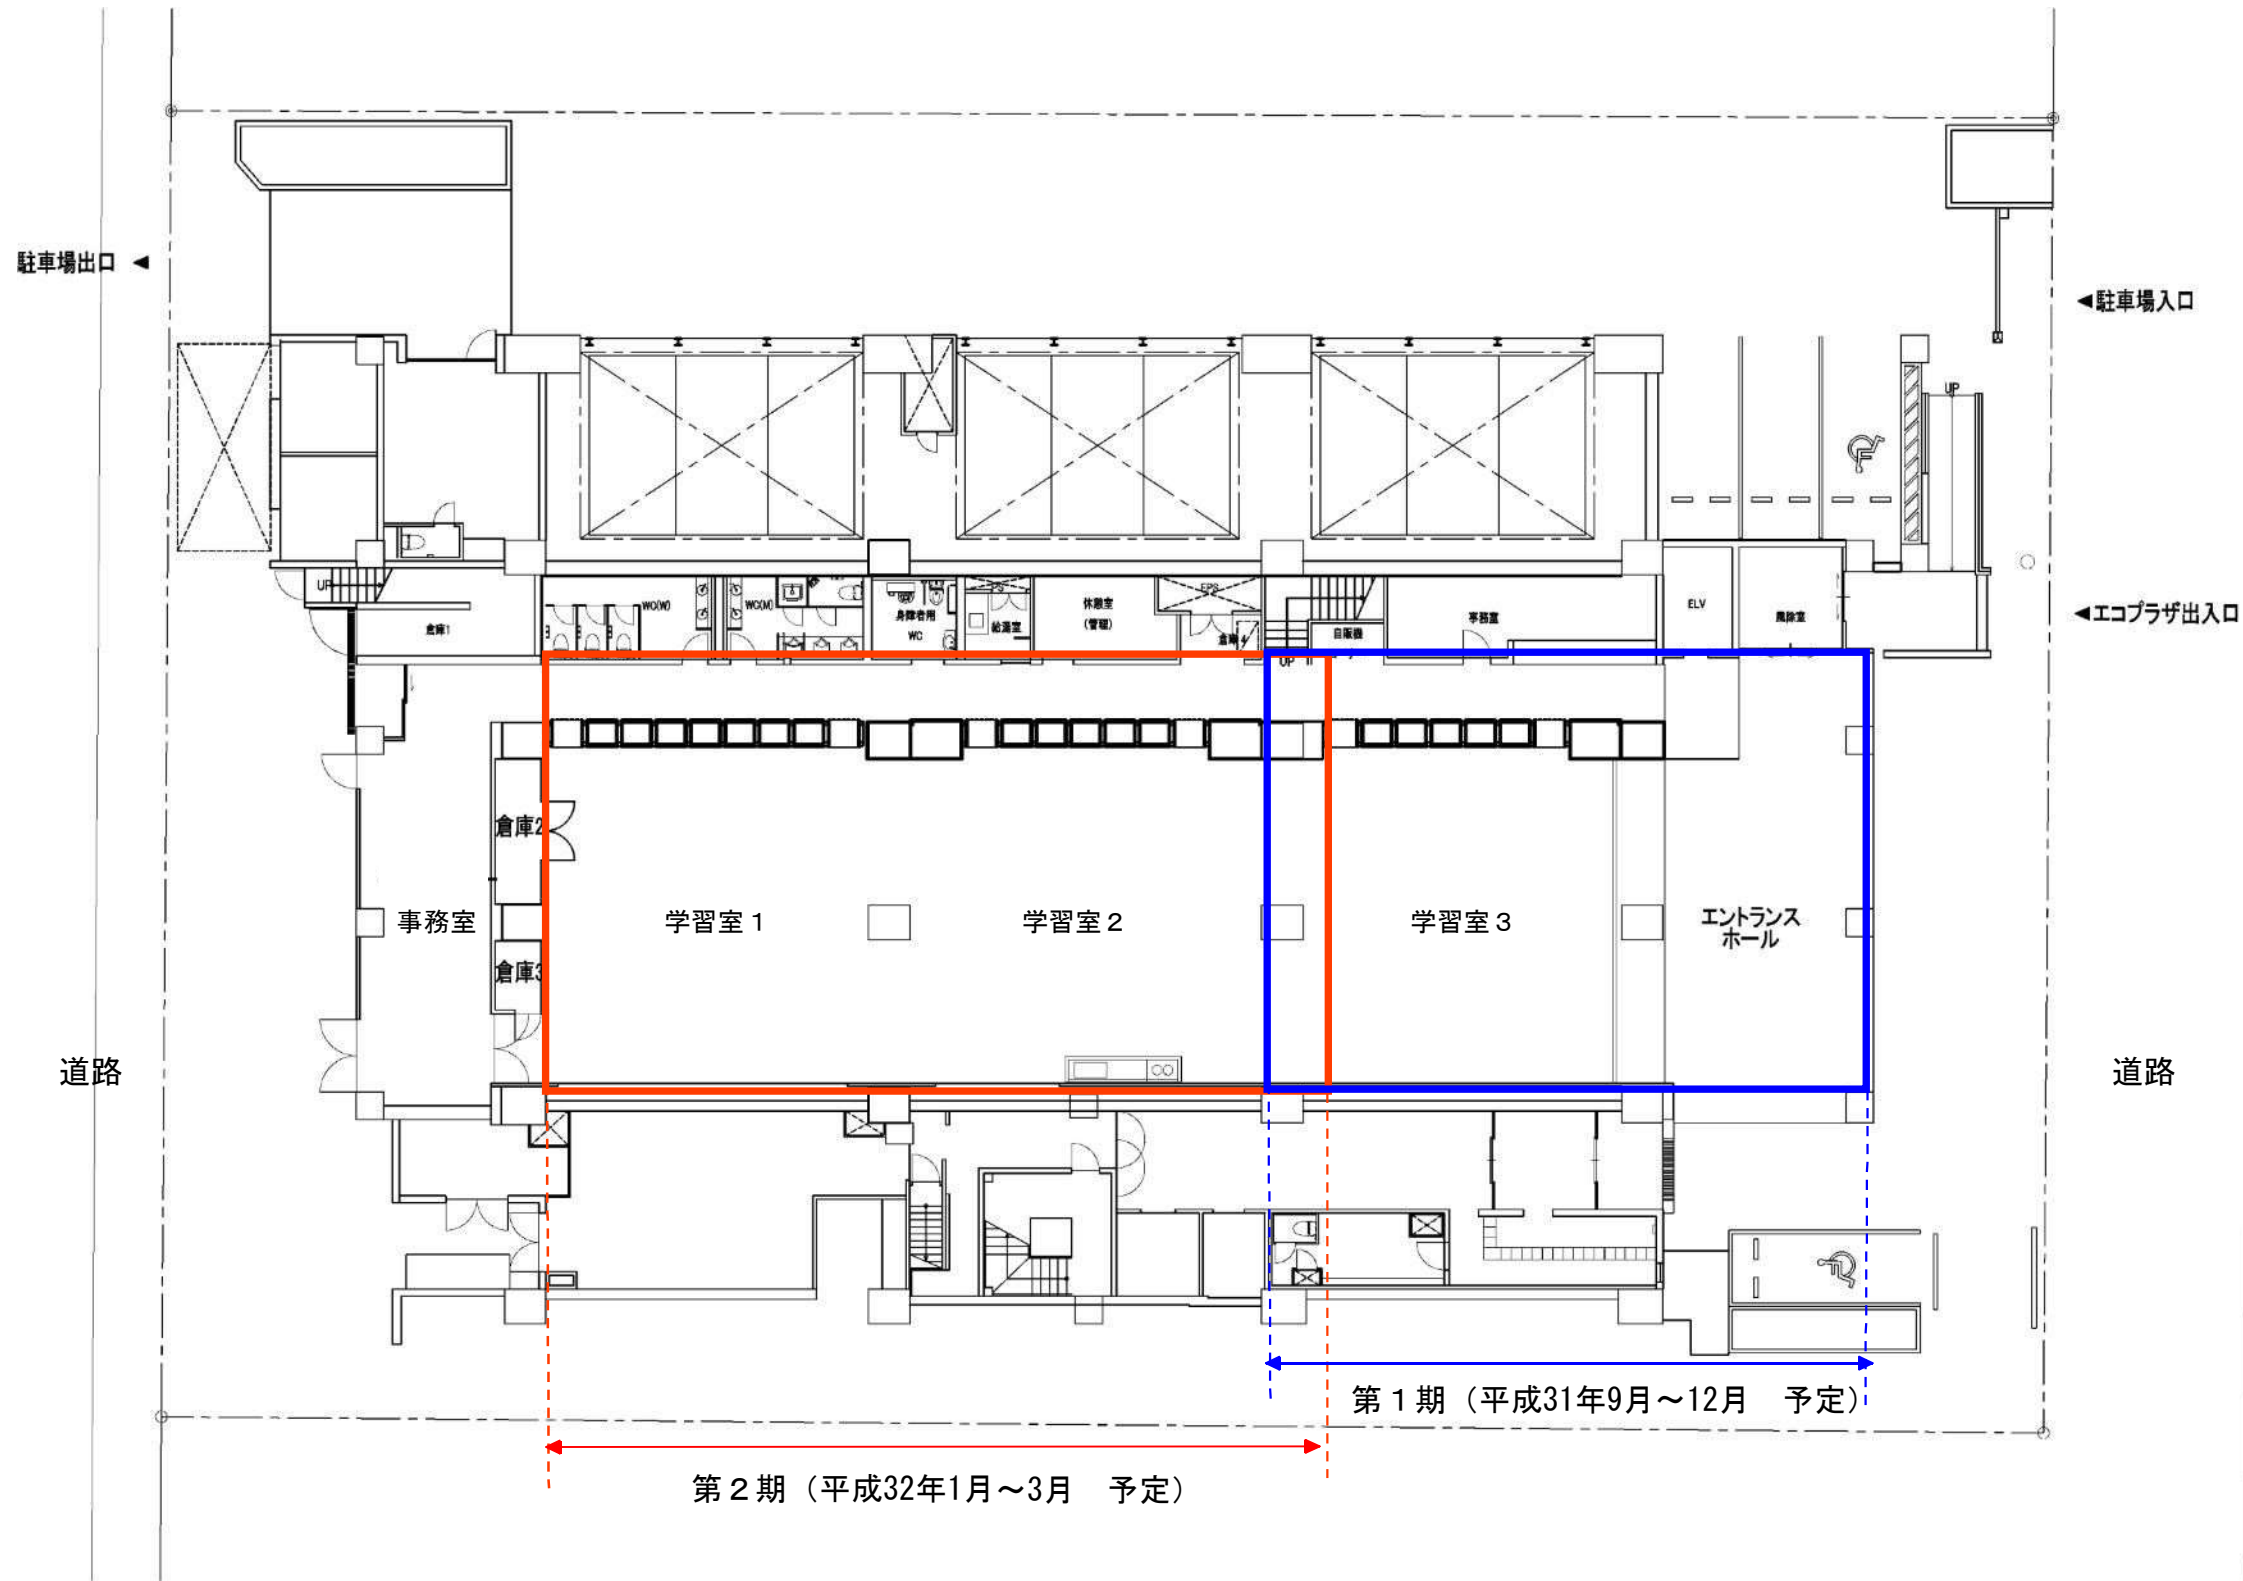 駐車場出口 ◀
◀駐車場入口
UP
UP
WC(W)
WC(M)
身障者用
WC
PS
給湯室
休憩室
(管理)
EPS
倉庫4
UP
自販機
事務室
ELV
風除室
◀エコプラザ出入口
倉庫1
倉庫2
事務室
倉庫3
学習室1
学習室2
学習室3
エントランス
ホール
道路
道路
第1期（平成31年9月～12月　予定）
第2期（平成32年1月～3月　予定）